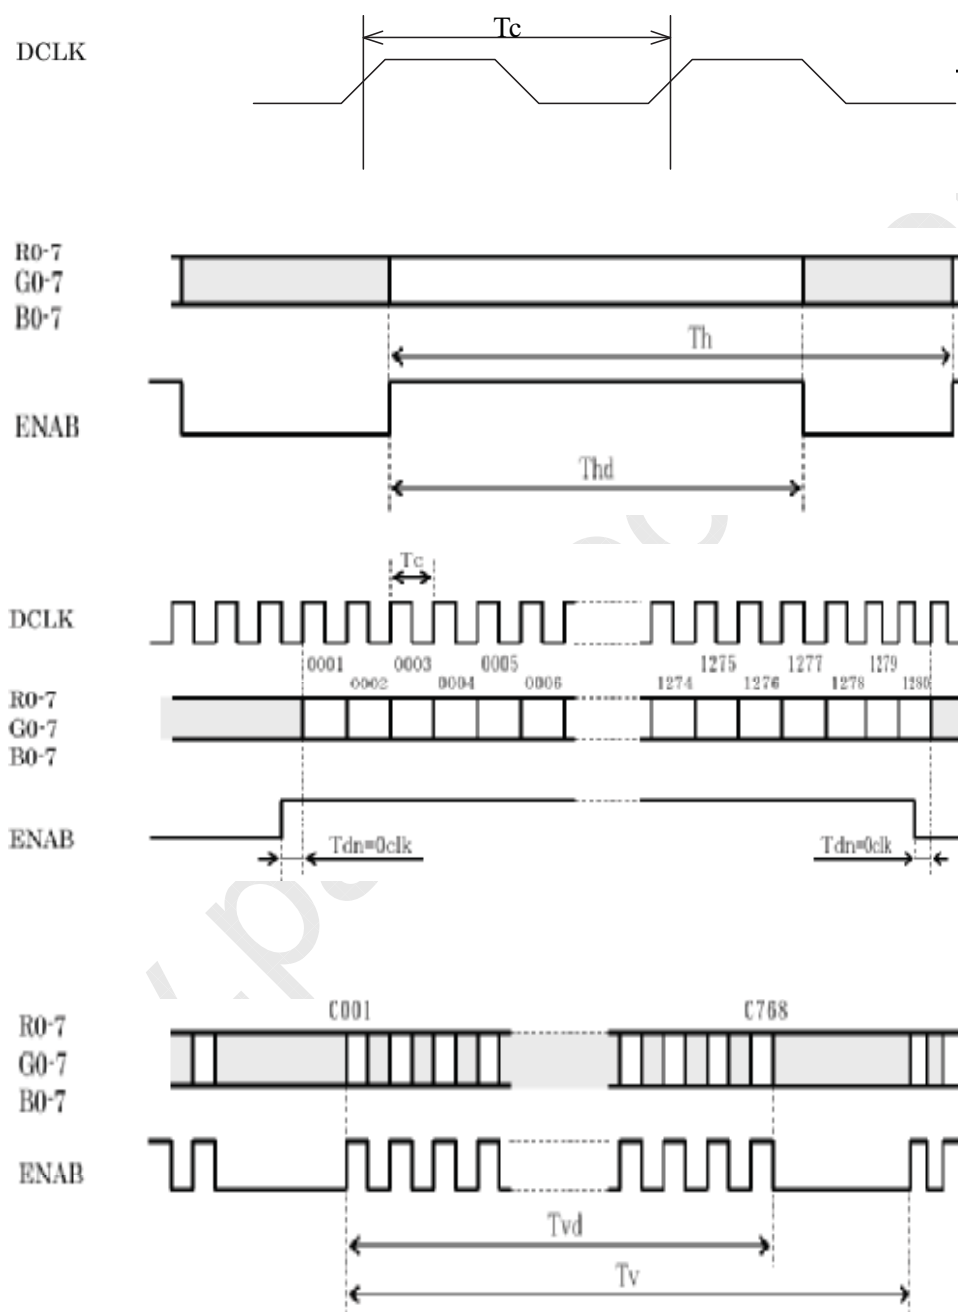 Tc
DCLK
R0-7
G0-7
B0-7
Th
ENAB
Thd
Tc
DCLK
0001 0003 0005 1275 1277 1279
0002 0004 0006 1274 1276 1278 1280
R0-7
G0-7
B0-7
ENAB
Tdn=0clk Tdn=0clk
C001 C768
R0-7
G0-7
B0-7
ENAB
Tvd
Tv